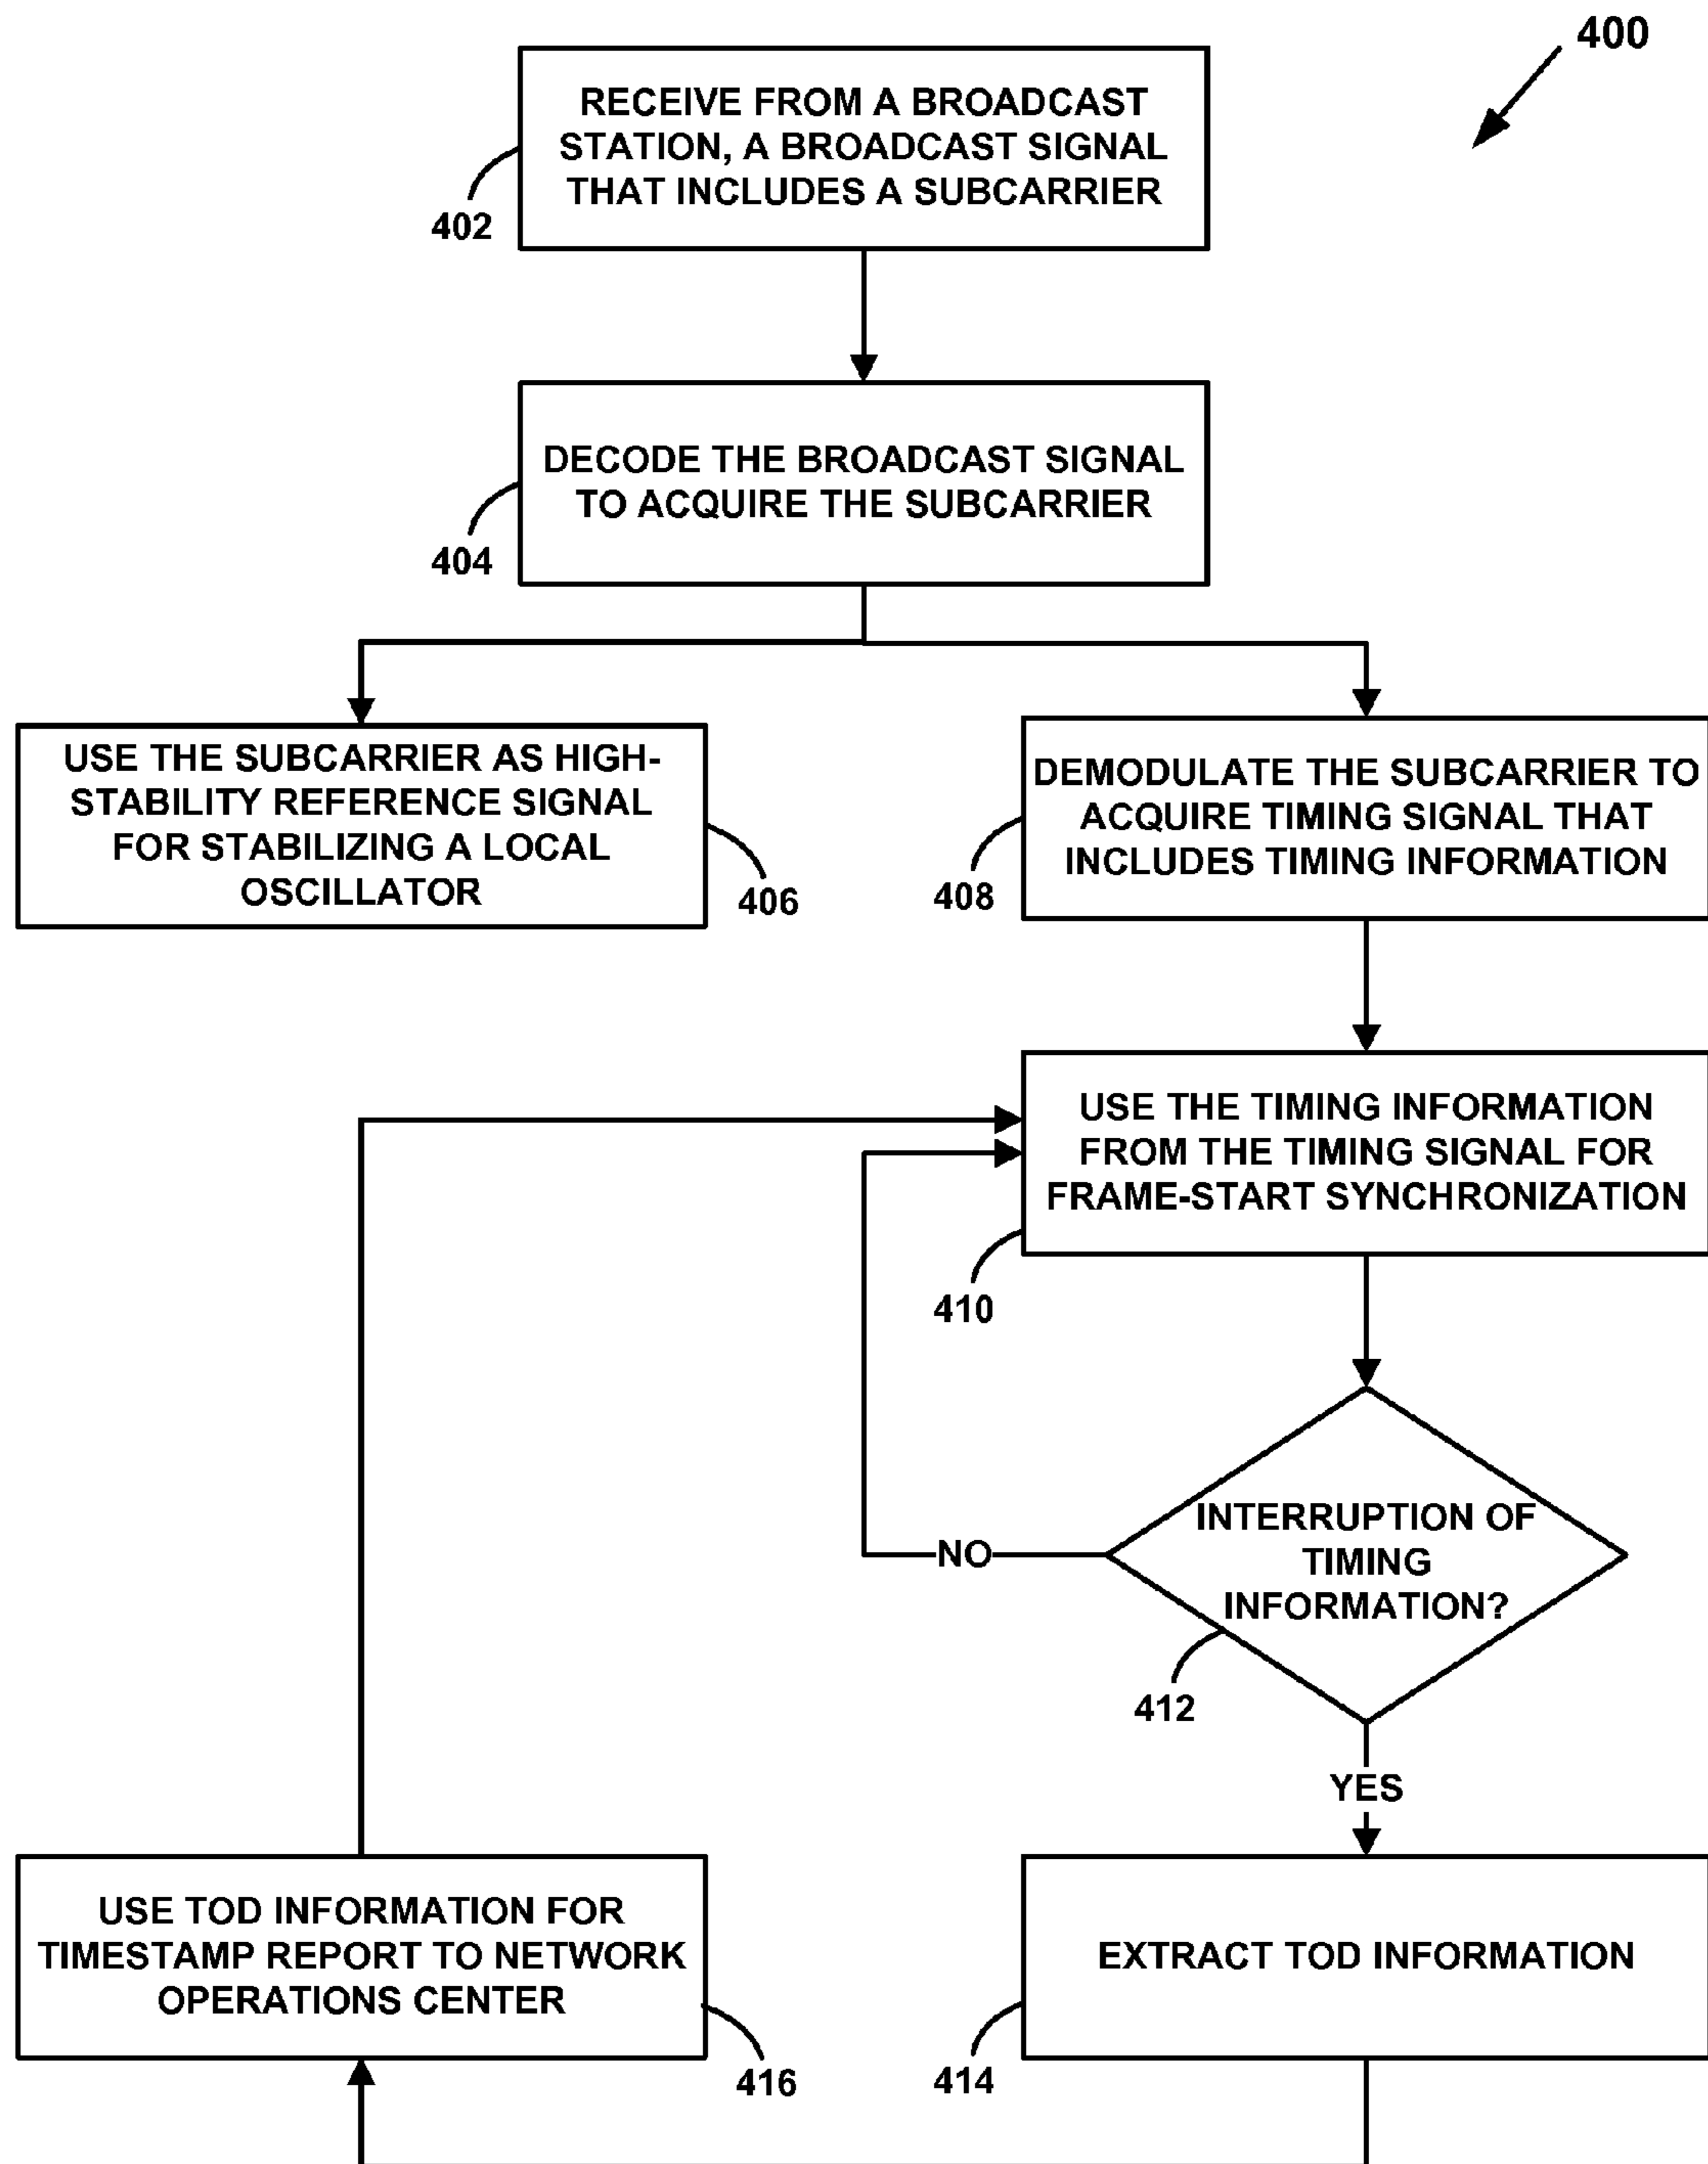 400
RECEIVE FROM A BROADCAST
STATION, A BROADCAST SIGNAL
THAT INCLUDES A SUBCARRIER
402
DECODE THE BROADCAST SIGNAL
TO ACQUIRE THE SUBCARRIER
404
USE THE SUBCARRIER AS HIGH-
STABILITY REFERENCE SIGNAL
FOR STABILIZING A LOCAL
OSCILLATOR
406
DEMODULATE THE SUBCARRIER TO
ACQUIRE TIMING SIGNAL THAT
INCLUDES TIMING INFORMATION
408
USE THE TIMING INFORMATION
FROM THE TIMING SIGNAL FOR
FRAME-START SYNCHRONIZATION
410
INTERRUPTION OF
TIMING
INFORMATION?
NO
412
YES
USE TOD INFORMATION FOR
TIMESTAMP REPORT TO NETWORK
OPERATIONS CENTER
416
EXTRACT TOD INFORMATION
414